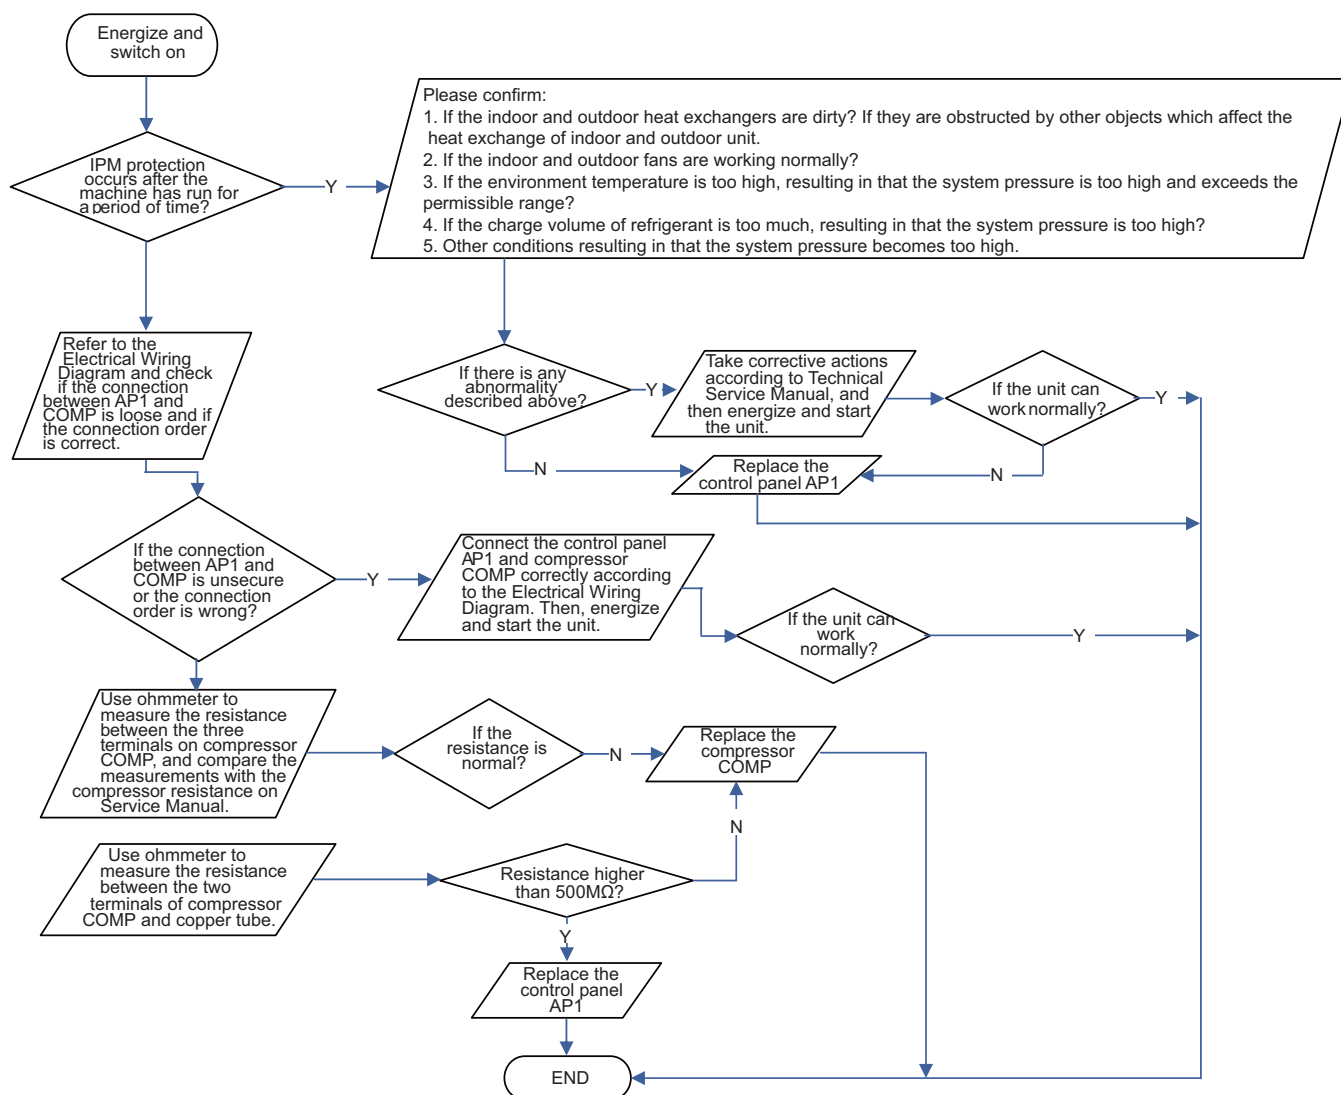 Energize and
switch on
IPM protection
occurs after the
machine has run for
a period of time?
Y
Please confirm:
1. If the indoor and outdoor heat exchangers are dirty? If they are obstructed by other objects which affect the
heat exchange of indoor and outdoor unit.
2. If the indoor and outdoor fans are working normally?
3. If the environment temperature is too high, resulting in that the system pressure is too high and exceeds the
permissible range?
4. If the charge volume of refrigerant is too much, resulting in that the system pressure is too high?
5. Other conditions resulting in that the system pressure becomes too high.
Refer to the
Electrical Wiring
Diagram and check
if the connection
between AP1 and
COMP is loose and if
the connection order
is correct.
If there is any
abnormality
described above?
Y
Take corrective actions
according to Technical
Service Manual, and
then energize and start
the unit.
If the unit can
work normally?
Y
N
Replace the
control panel AP1
N
If the connection
between AP1 and
COMP is unsecure
or the connection
order is wrong?
Y
Connect the control panel
AP1 and compressor
COMP correctly according
to the Electrical Wiring
Diagram. Then, energize
and start the unit.
If the unit can
work
normally?
Y
Use ohmmeter to
measure the resistance
between the three
terminals on compressor
COMP, and compare the
measurements with the
compressor resistance on
Service Manual.
If the
resistance is
normal?
N
Replace the
compressor
COMP
N
Use ohmmeter to
measure the resistance
between the two
terminals of compressor
COMP and copper tube.
Resistance higher
than 500MΩ?
Y
Replace the
control panel
AP1
END